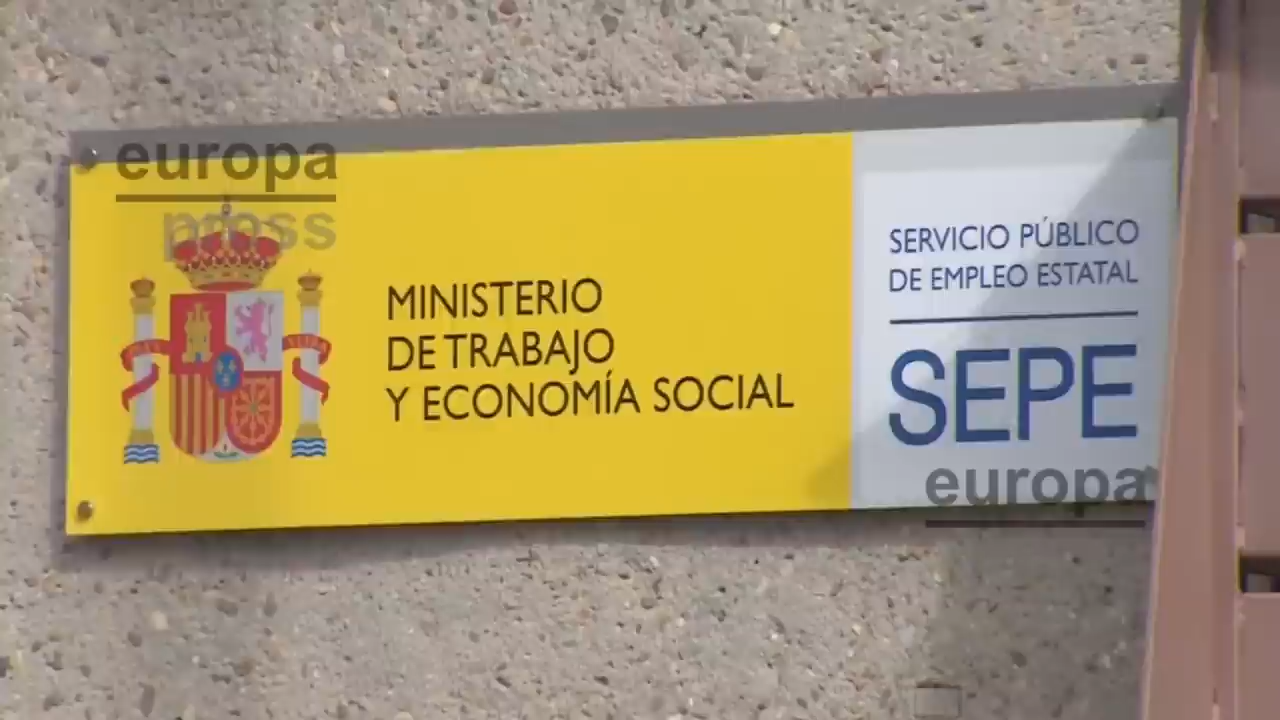 europa
press
MINISTERIO
DE TRABAJO
Y ECONOMÍA SOCIAL
SERVICIO PÚBLICO
DE EMPLEO ESTATAL
SEPE
europa